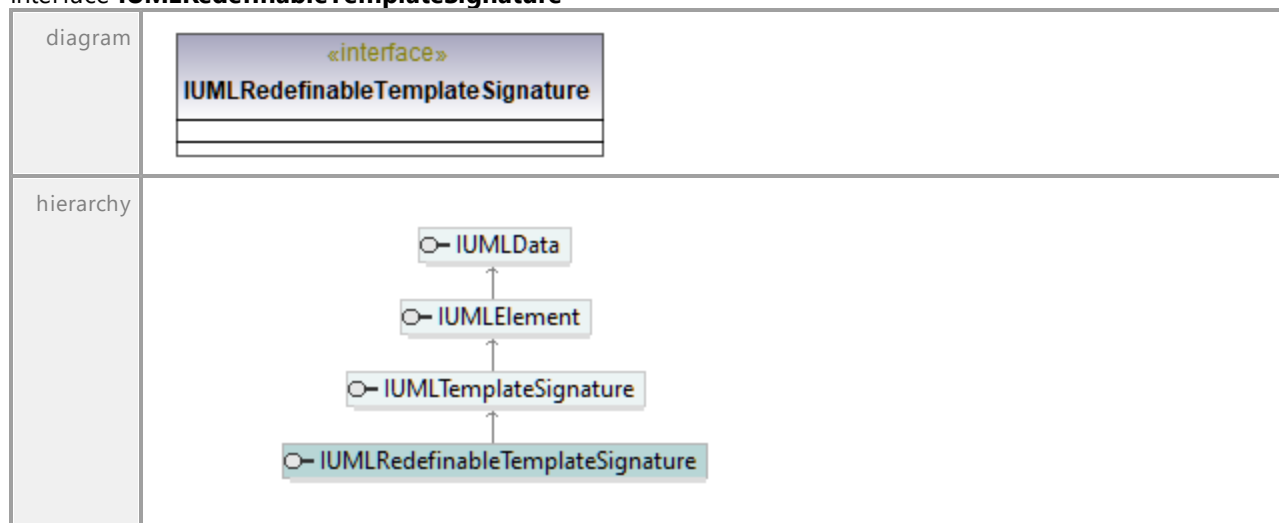 interface IUMLRedefinableTemplateSignature
diagram
«interface»
IUMLRedefinableTemplateSignature
hierarchy
IUMLData
IUMLElement
IUMLTemplateSignature
IUMLRedefinableTemplateSignature